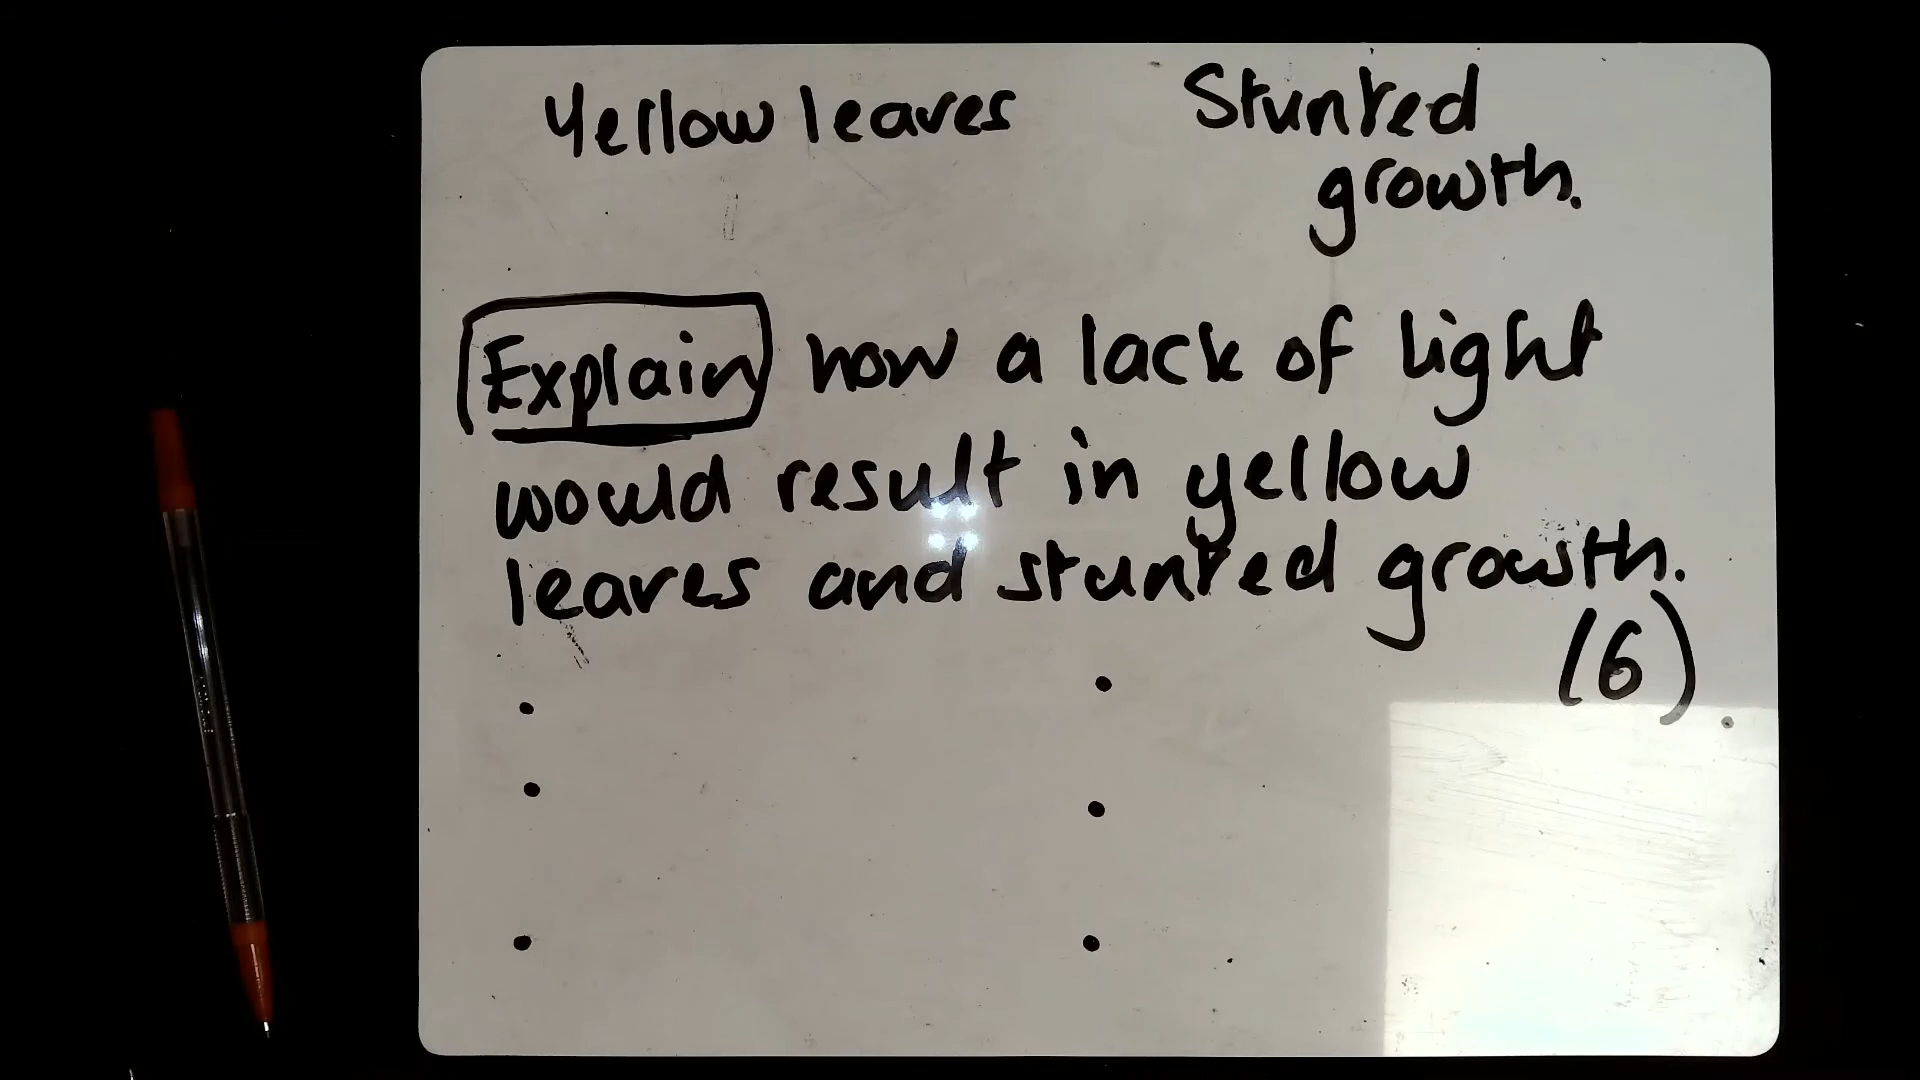 Yellow leaves
Stunted
growth.
Explain how a lack of light
would result in yellow
leaves and stunted growth.
(6)